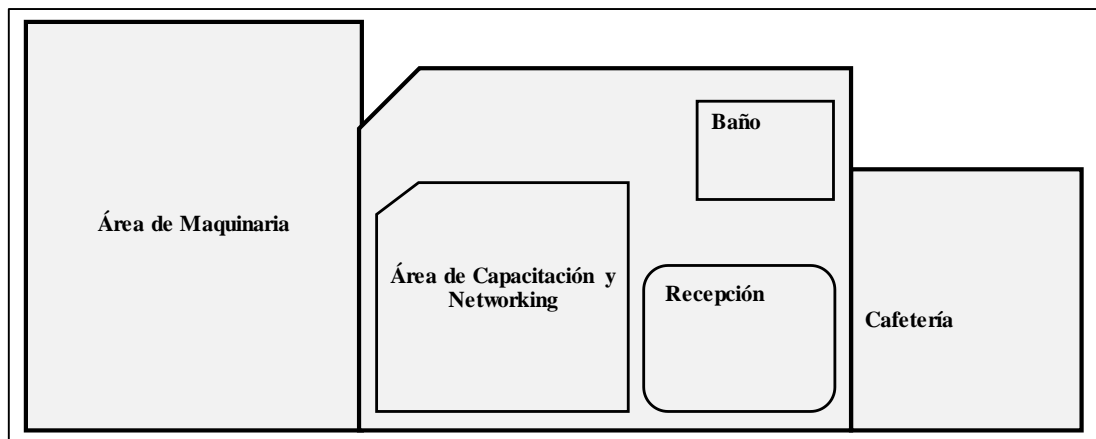 Baño
Área de Maquinaria
Área de Capacitación y
Networking
Recepción
Cafetería